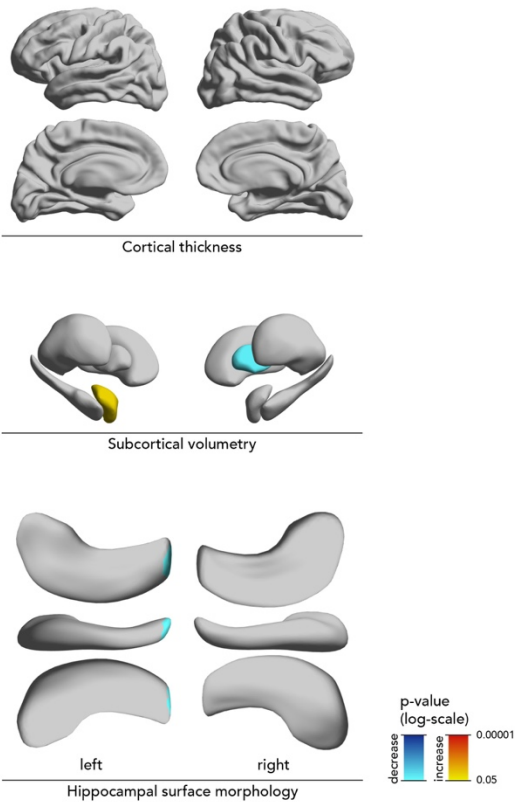 Cortical thickness
Subcortical volumetry
left
right
Hippocampal surface morphology
p-value
(log-scale)
decrease
increase
0.00001
0.05